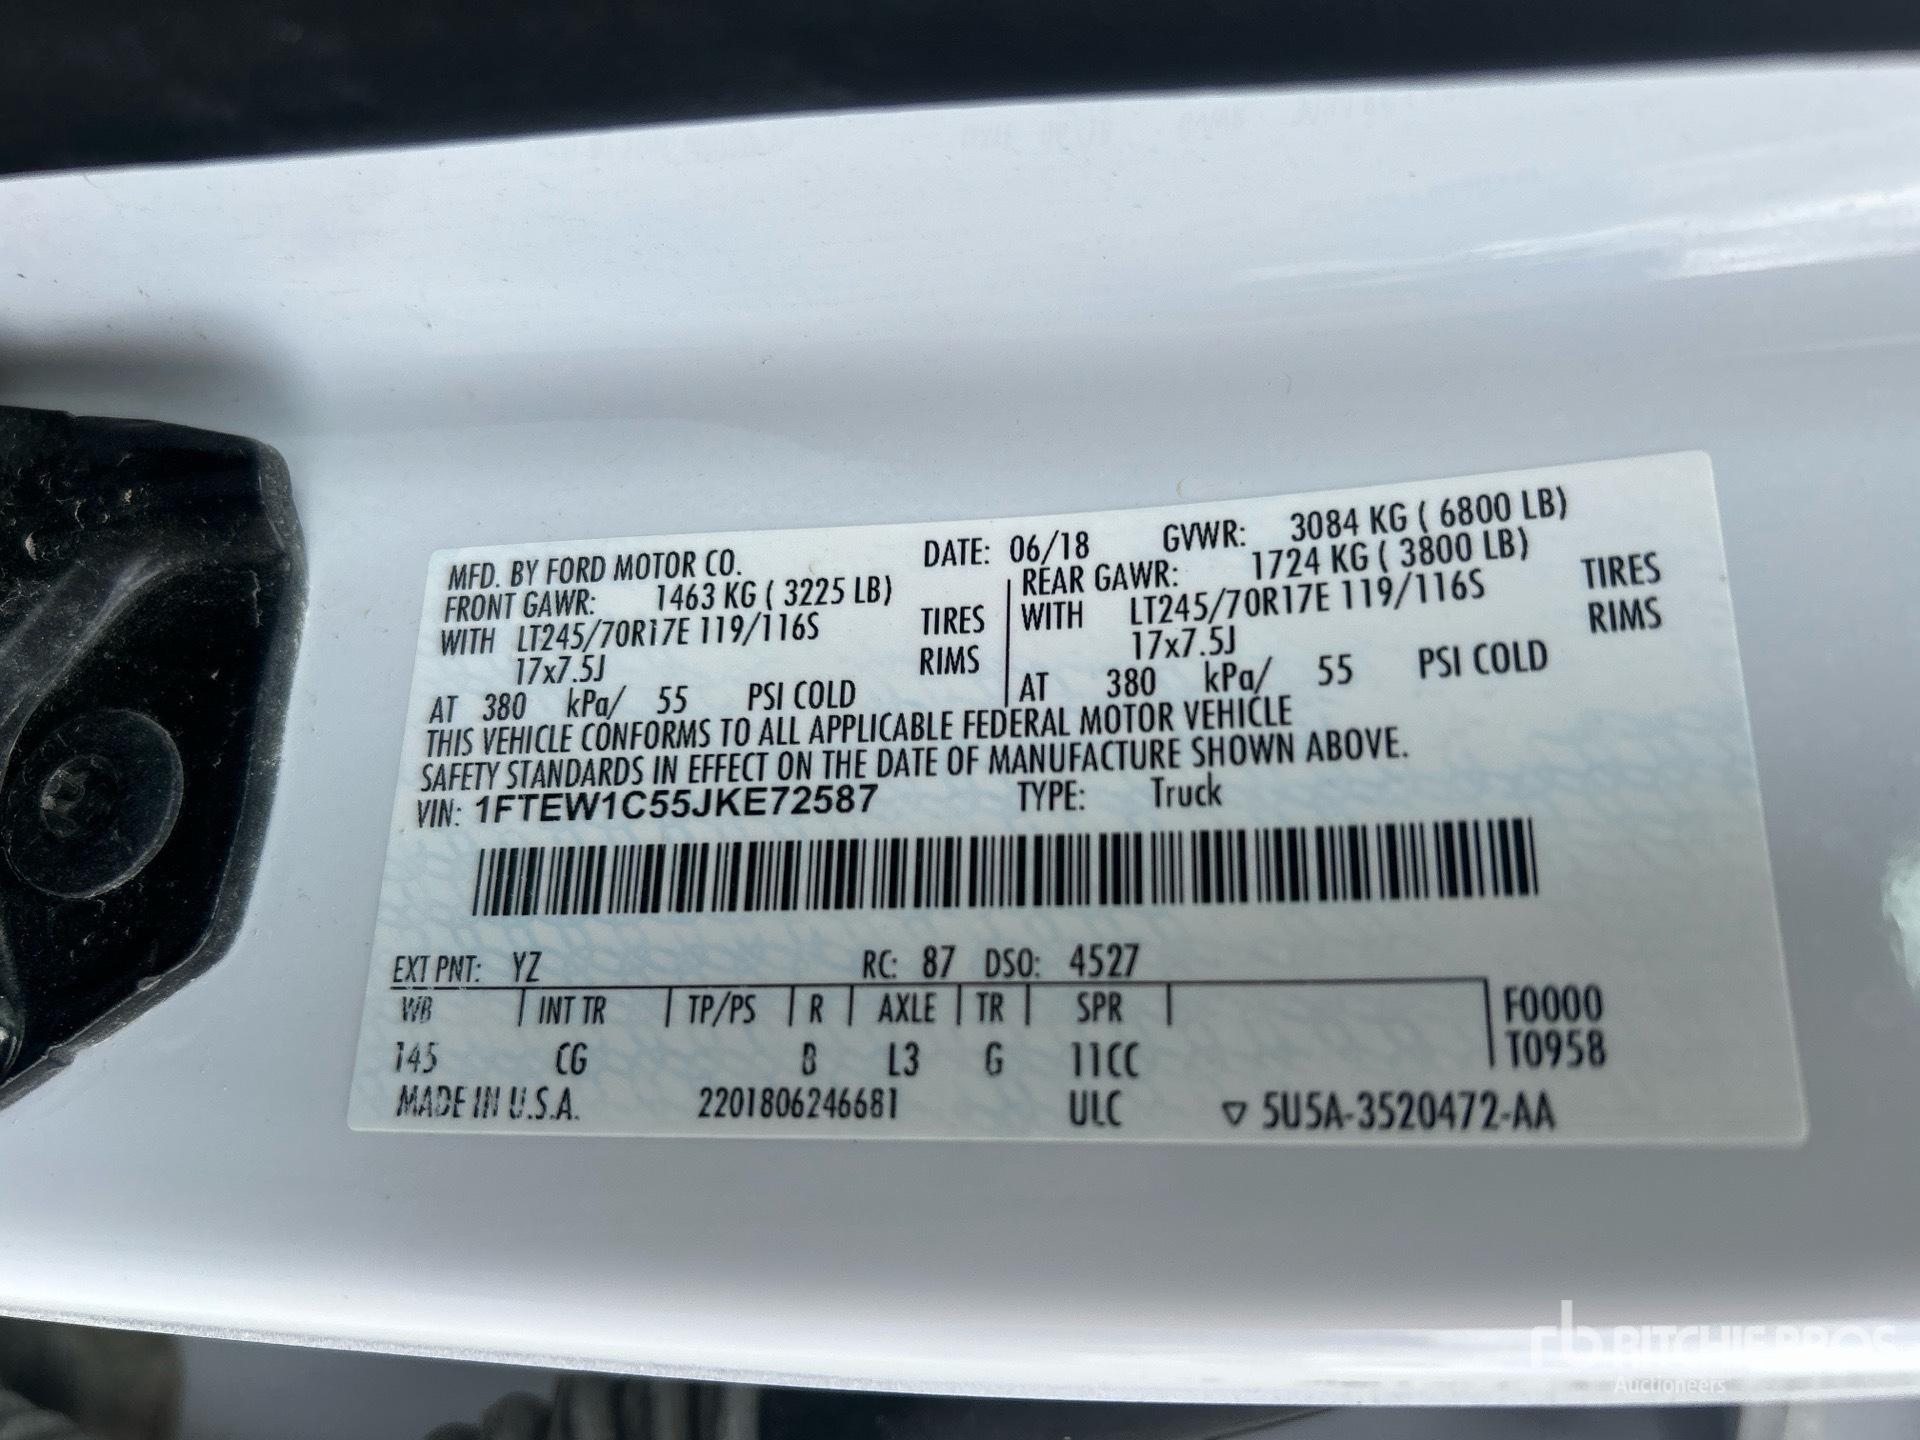 MFD. BY FORD MOTOR CO. DATE: 06/18 GVWR: 3084 KG ( 6800 LB)
FRONT GAWR: 1463 KG ( 3225 LB) REAR GAWR: 1724 KG ( 3800 LB)
WITH LT245/70R17E 119/116S TIRES WITH LT245/70R17E 119/116S TIRES
17x7.5J RIMS 17x7.5J RIMS
AT 380 kPa/ 55 PSI COLD AT 380 kPa/ 55 PSI COLD
THIS VEHICLE CONFORMS TO ALL APPLICABLE FEDERAL MOTOR VEHICLE
SAFETY STANDARDS IN EFFECT ON THE DATE OF MANUFACTURE SHOWN ABOVE.
VIN: 1FTEW1C55JKE72587 TYPE: Truck
EXT PNT: YZ RC: 87 DSO: 4527
WB INT TR TP/PS R AXLE TR SPR F0000
145 CG B L3 G 11CC T0958
MADE IN U.S.A. 2201806246681 ULC ▽ 5U5A-3520472-AA
rb RITCHIE BROS
Auctioneers